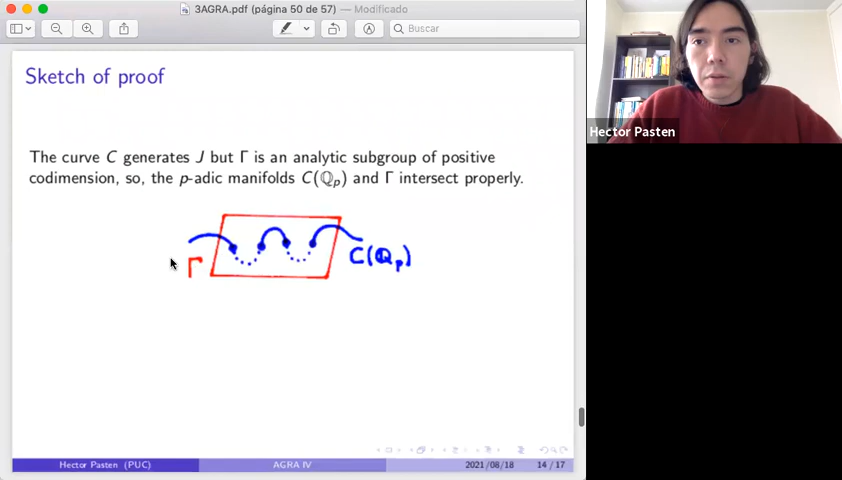 3AGRA.pdf (página 50 de 57) — Modificado
Buscar
Sketch of proof
The curve C generates J but Γ is an analytic subgroup of positive
codimension, so, the p-adic manifolds C(ℚp) and Γ intersect properly.
Γ
C(ℚp)
Hector Pasten (PUC)
AGRA IV
2021/08/18
14 / 17
Hector Pasten